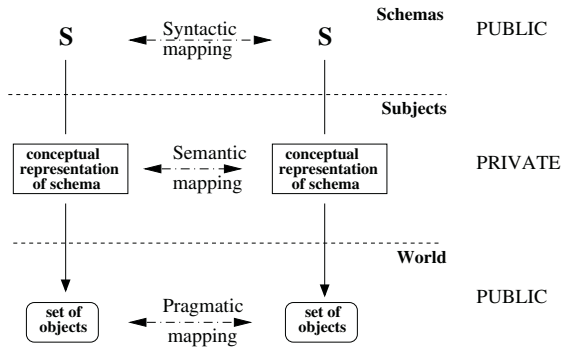 Schemas
PUBLIC
S
Syntactic
mapping
S
Subjects
conceptual
representation
of schema
Semantic
mapping
conceptual
representation
of schema
PRIVATE
World
set of
objects
Pragmatic
mapping
set of
objects
PUBLIC